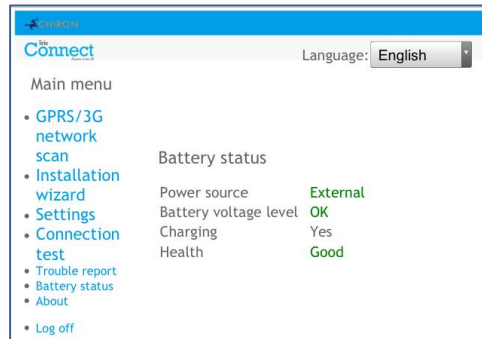 CHIRON
iris
Connect
Language: English
Main menu
• GPRS/3G
network
scan
• Installation
wizard
• Settings
• Connection
test
• Trouble report
• Battery status
• About
• Log off
Battery status
Power source External
Battery voltage level OK
Charging Yes
Health Good